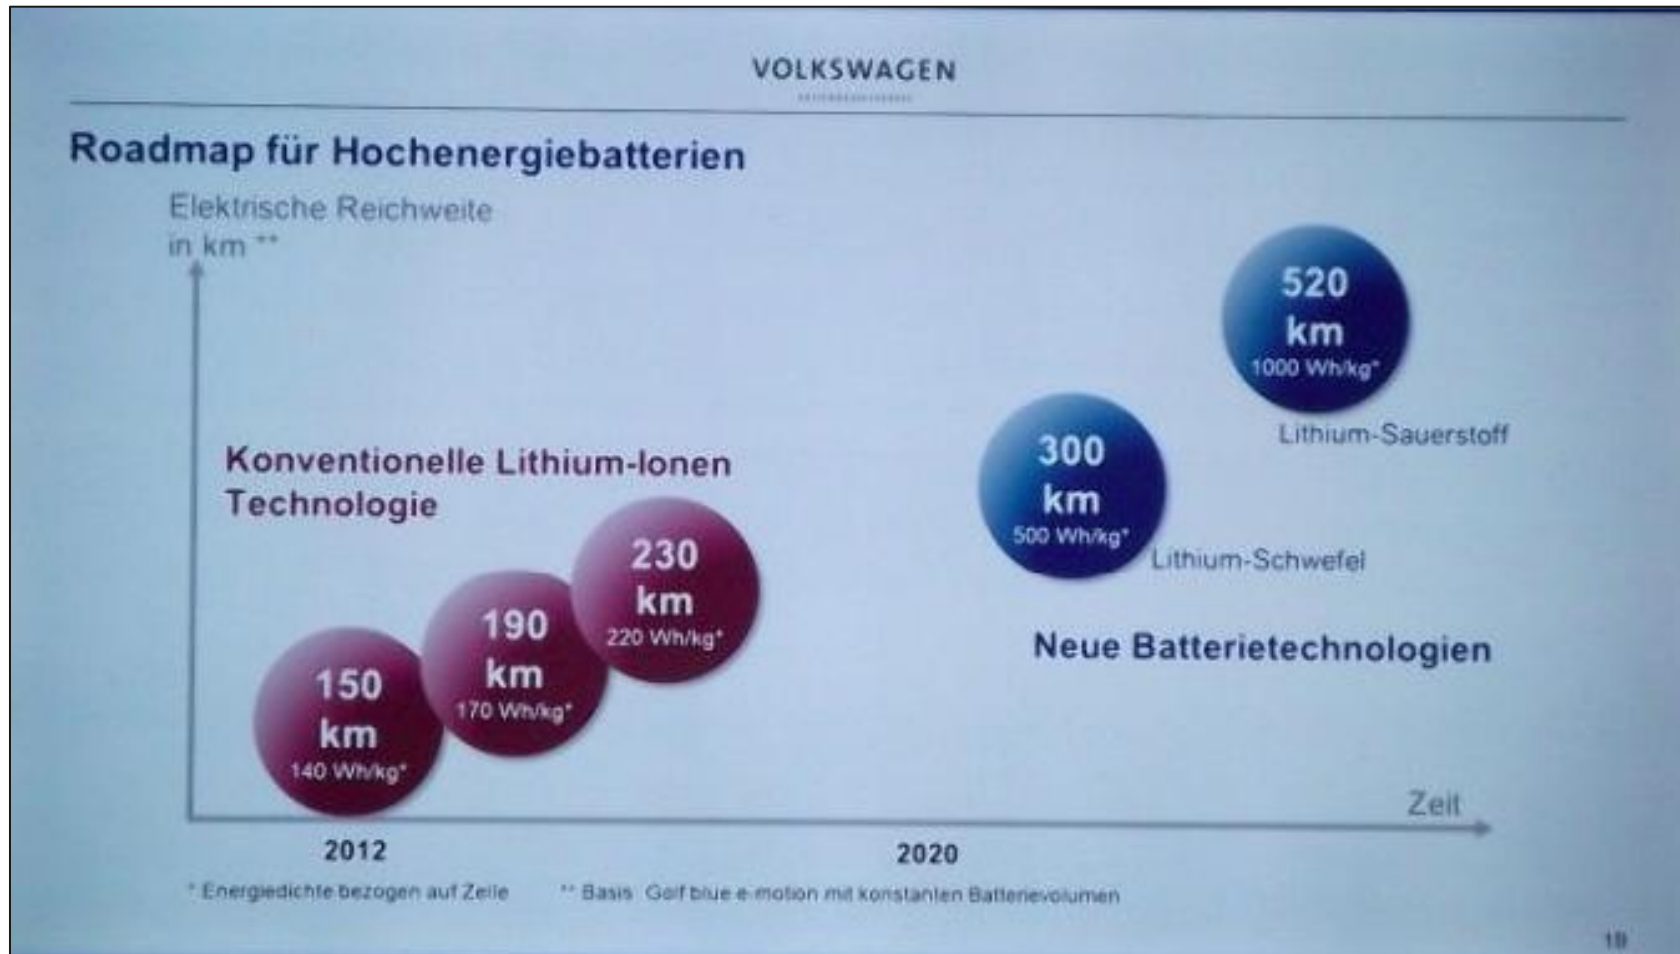 VOLKSWAGEN
Roadmap für Hochenergiebatterien
Elektrische Reichweite
in km **
520
km
1000 Wh/kg*
Lithium-Sauerstoff
300
km
500 Wh/kg*
Lithium-Schwefel
Konventionelle Lithium-Ionen
Technologie
230
km
220 Wh/kg*
190
km
170 Wh/kg*
150
km
140 Wh/kg*
Neue Batterietechnologien
Zeit
2012
2020
* Energiedichte bezogen auf Zelle
** Basis Golf blue e-motion mit konstanten Batterievolumen